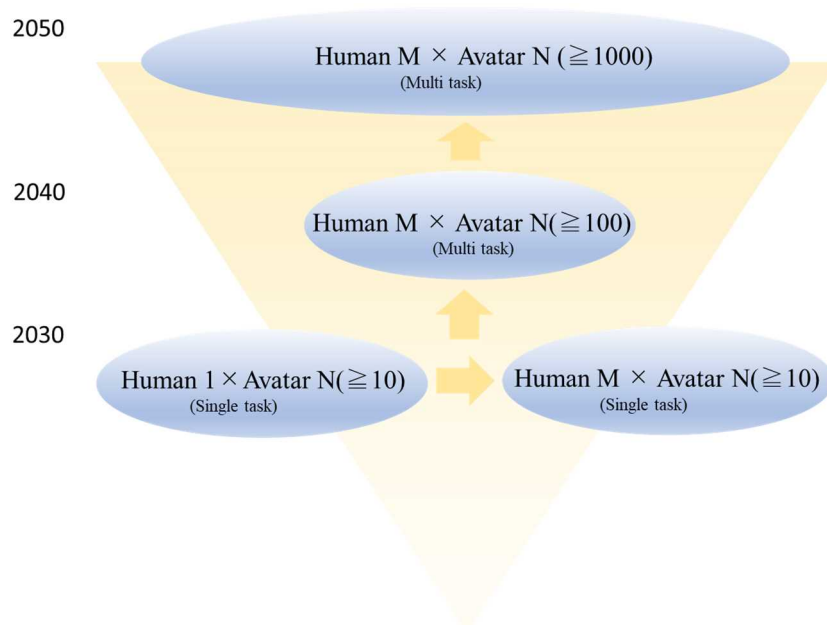 2050
Human M × Avatar N (≧1000)
(Multi task)
2040
Human M × Avatar N(≧100)
(Multi task)
2030
Human 1 × Avatar N(≧10)
(Single task)
Human M × Avatar N(≧10)
(Single task)